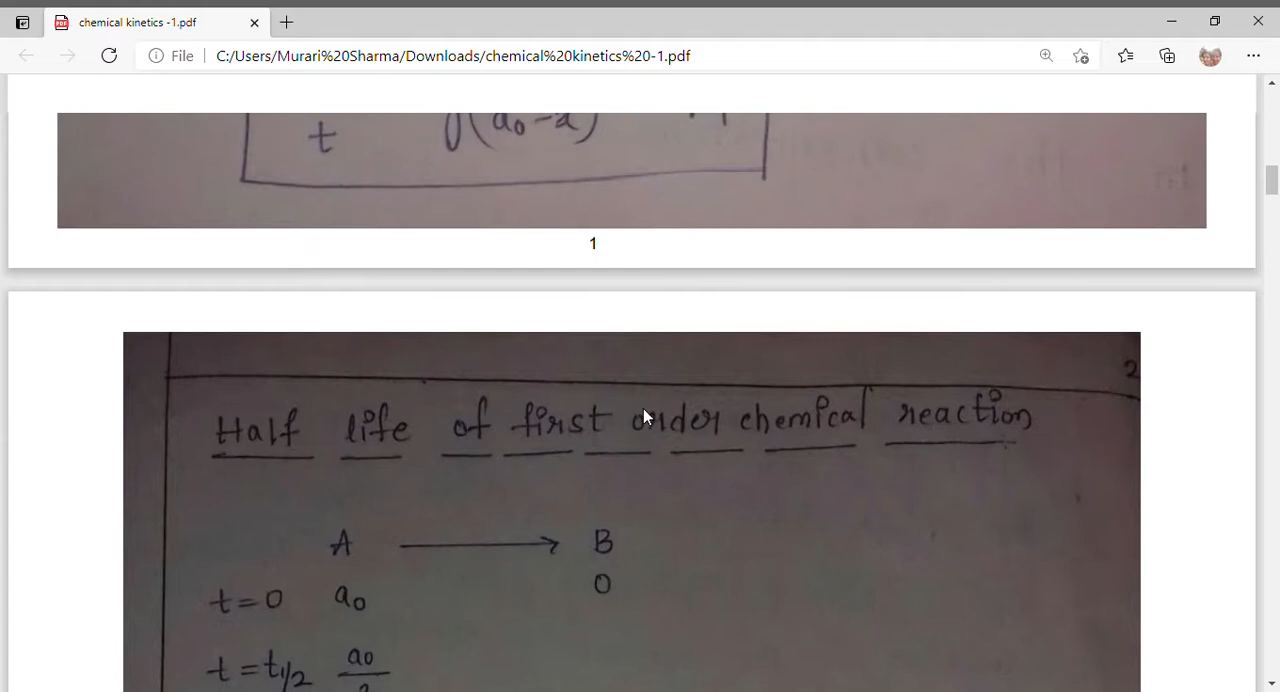 chemical kinetics -1.pdf
File
C:/Users/Murari%20Sharma/Downloads/chemical%20kinetics%20-1.pdf
t (a₀-x)
1
2
Half life of first order chemical reaction
A → B
t=0 a₀ 0
t=t1/2 a₀